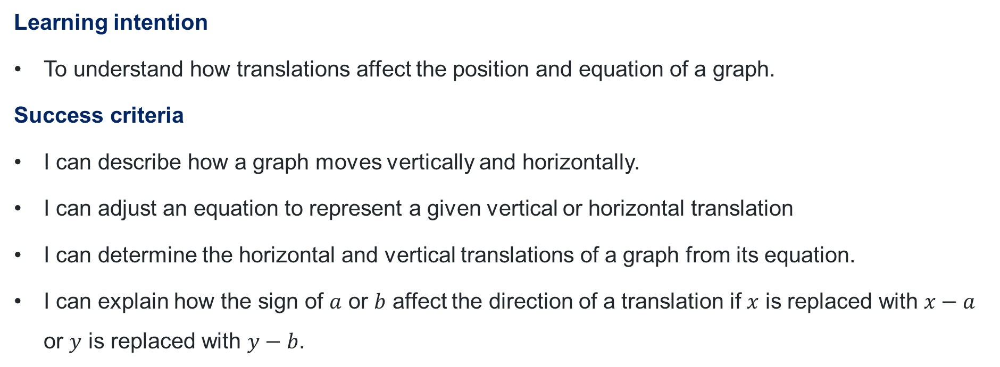 Learning intention
• To understand how translations affect the position and equation of a graph.
Success criteria
• I can describe how a graph moves vertically and horizontally.
• I can adjust an equation to represent a given vertical or horizontal translation
• I can determine the horizontal and vertical translations of a graph from its equation.
• I can explain how the sign of 𝑎 or 𝑏 affect the direction of a translation if 𝑥 is replaced with 𝑥 − 𝑎
or 𝑦 is replaced with 𝑦 − 𝑏.